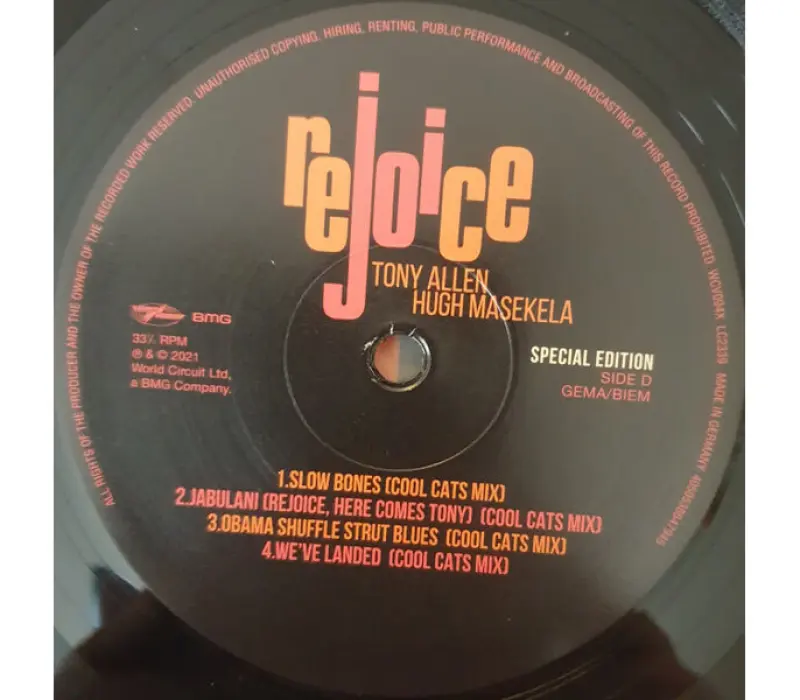 ALL RIGHTS OF THE PRODUCER AND THE OWNER OF THE RECORDED WORK RESERVED. UNAUTHORISED COPYING, HIRING, RENTING, PUBLIC PERFORMANCE AND BROADCASTING OF THIS RECORD PROHIBITED. WCV094X LC2339 MADE IN GERMANY.
rejoice
TONY ALLEN
HUGH MASEKELA
BMG
33⅓ RPM
℗ & © 2021
World Circuit Ltd,
a BMG Company.
SPECIAL EDITION
SIDE D
GEMA/BIEM
1.SLOW BONES (COOL CATS MIX)
2.JABULANI (REJOICE, HERE COMES TONY) (COOL CATS MIX)
3.OBAMA SHUFFLE STRUT BLUES (COOL CATS MIX)
4.WE'VE LANDED (COOL CATS MIX)